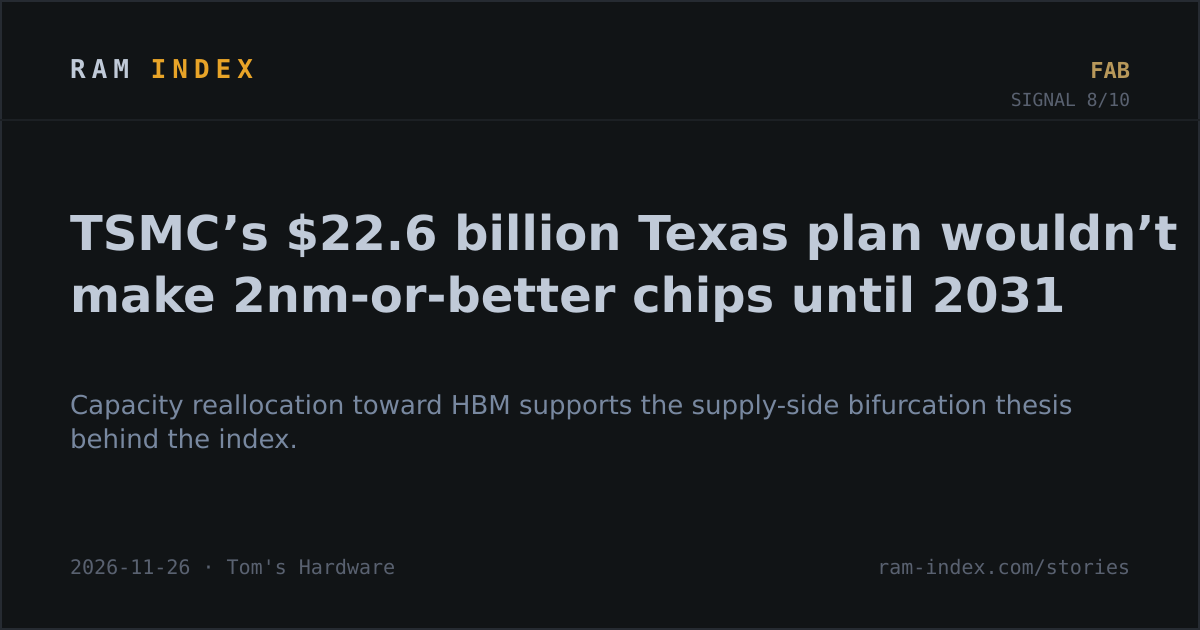 RAM INDEX
FAB
SIGNAL 8/10
TSMC’s $22.6 billion Texas plan wouldn’t
make 2nm-or-better chips until 2031
Capacity reallocation toward HBM supports the supply-side bifurcation thesis
behind the index.
2026-11-26 · Tom's Hardware
ram-index.com/stories